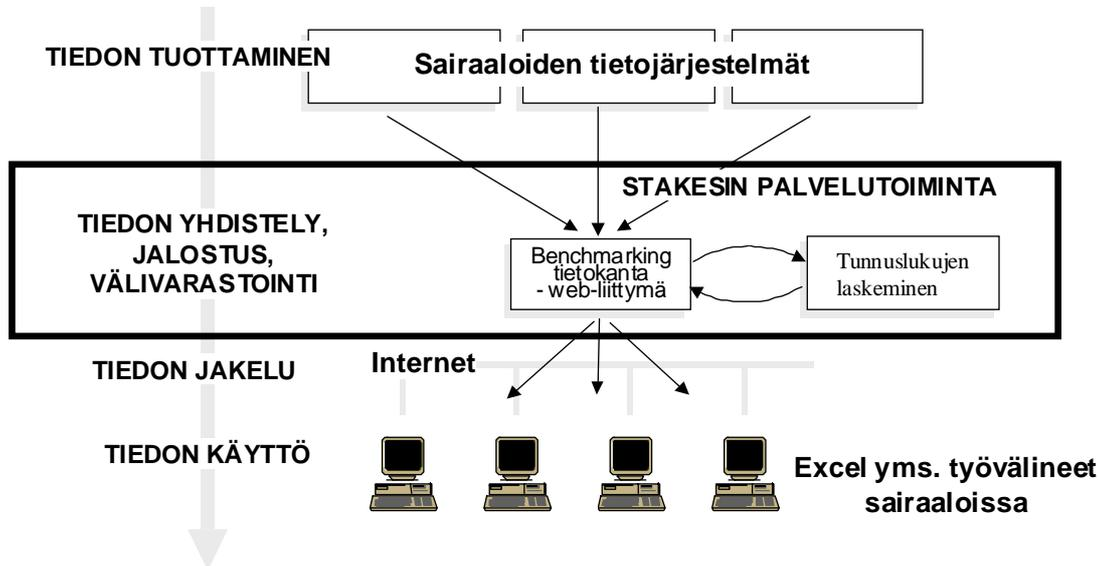 TIEDON TUOTTAMINEN
Sairaaloiden tietojärjestelmät
STAKESIN PALVELUTOIMINTA
TIEDON YHDISTELY,
JALOSTUS,
VÄLIVARASTOINTI
Benchmarking
tietokanta
- web-liittymä
Tunnuslukujen
laskeminen
Internet
TIEDON JAKELU
TIEDON KÄYTTÖ
Excel yms. työvälineet
sairaaloissa